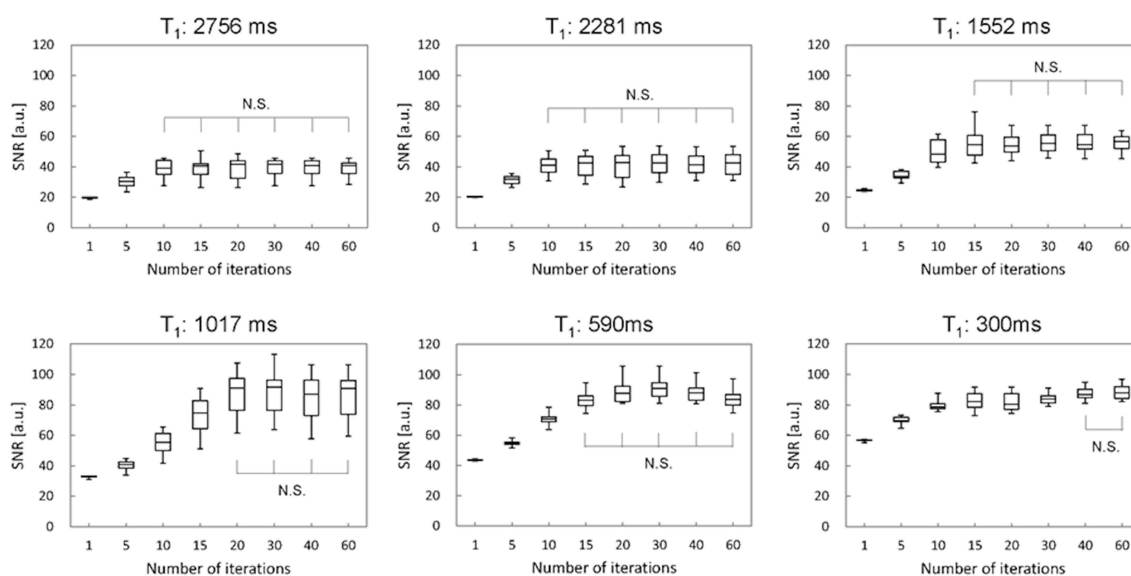 T1: 2756 ms
120
100
80
60
40
20
0
SNR [a.u.]
N.S.
1 5 10 15 20 30 40 60
Number of iterations
T1: 2281 ms
120
100
80
60
40
20
0
SNR [a.u.]
N.S.
1 5 10 15 20 30 40 60
Number of iterations
T1: 1552 ms
120
100
80
60
40
20
0
SNR [a.u.]
N.S.
1 5 10 15 20 30 40 60
Number of iterations
T1: 1017 ms
120
100
80
60
40
20
0
SNR [a.u.]
N.S.
1 5 10 15 20 30 40 60
Number of iterations
T1: 590ms
120
100
80
60
40
20
0
SNR [a.u.]
N.S.
1 5 10 15 20 30 40 60
Number of iterations
T1: 300ms
120
100
80
60
40
20
0
SNR [a.u.]
N.S.
1 5 10 15 20 30 40 60
Number of iterations